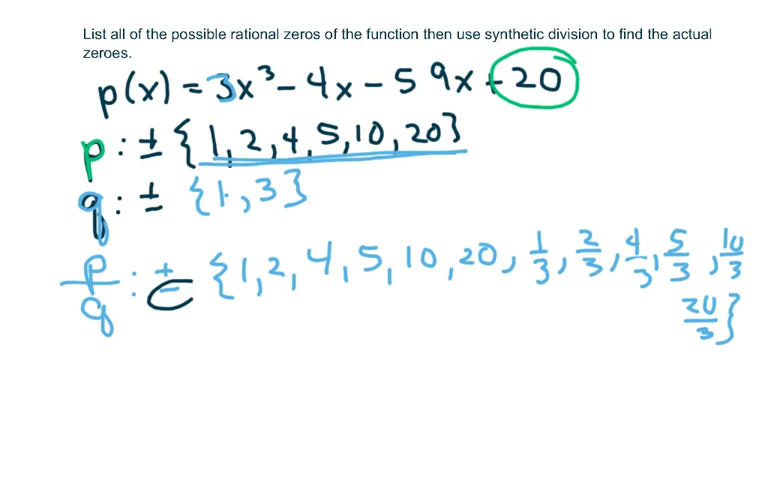 List all of the possible rational zeros of the function then use synthetic division to find the actual
zeroes.
p(x) = 3x³ - 4x - 59x + 20
p : ± {1, 2, 4, 5, 10, 20}
q : ± {1, 3}
p/q : ± {1, 2, 4, 5, 10, 20, 1/3, 2/3, 4/3, 5/3, 10/3
20/3}